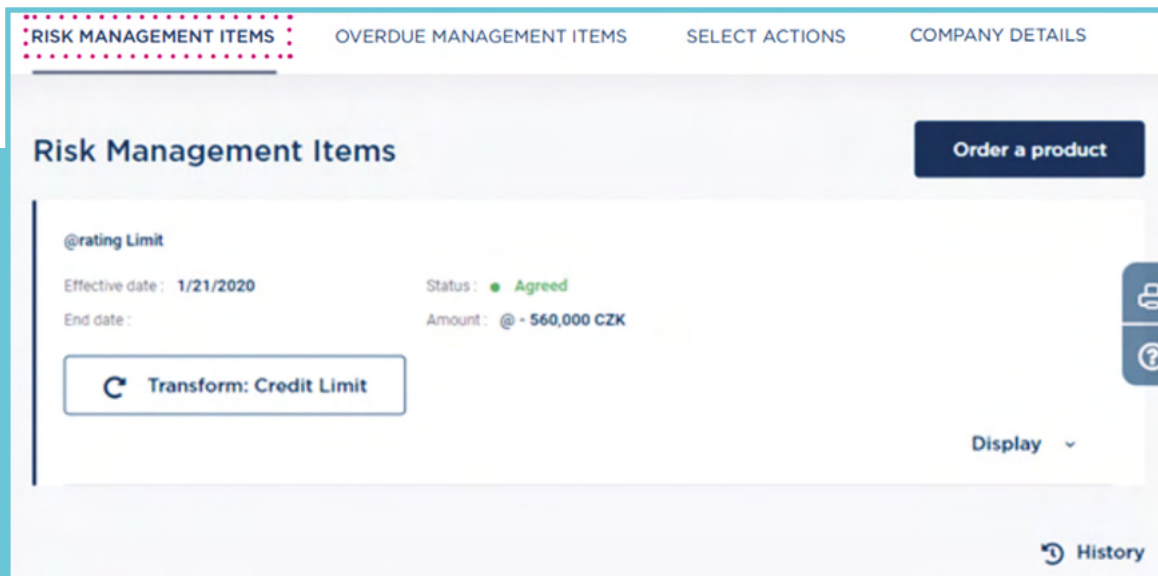 RISK MANAGEMENT ITEMS OVERDUE MANAGEMENT ITEMS SELECT ACTIONS COMPANY DETAILS
Risk Management Items Order a product
@rating Limit
Effective date : 1/21/2020 Status : Agreed
End date : Amount : @ - 560,000 CZK
Transform: Credit Limit
Display
History